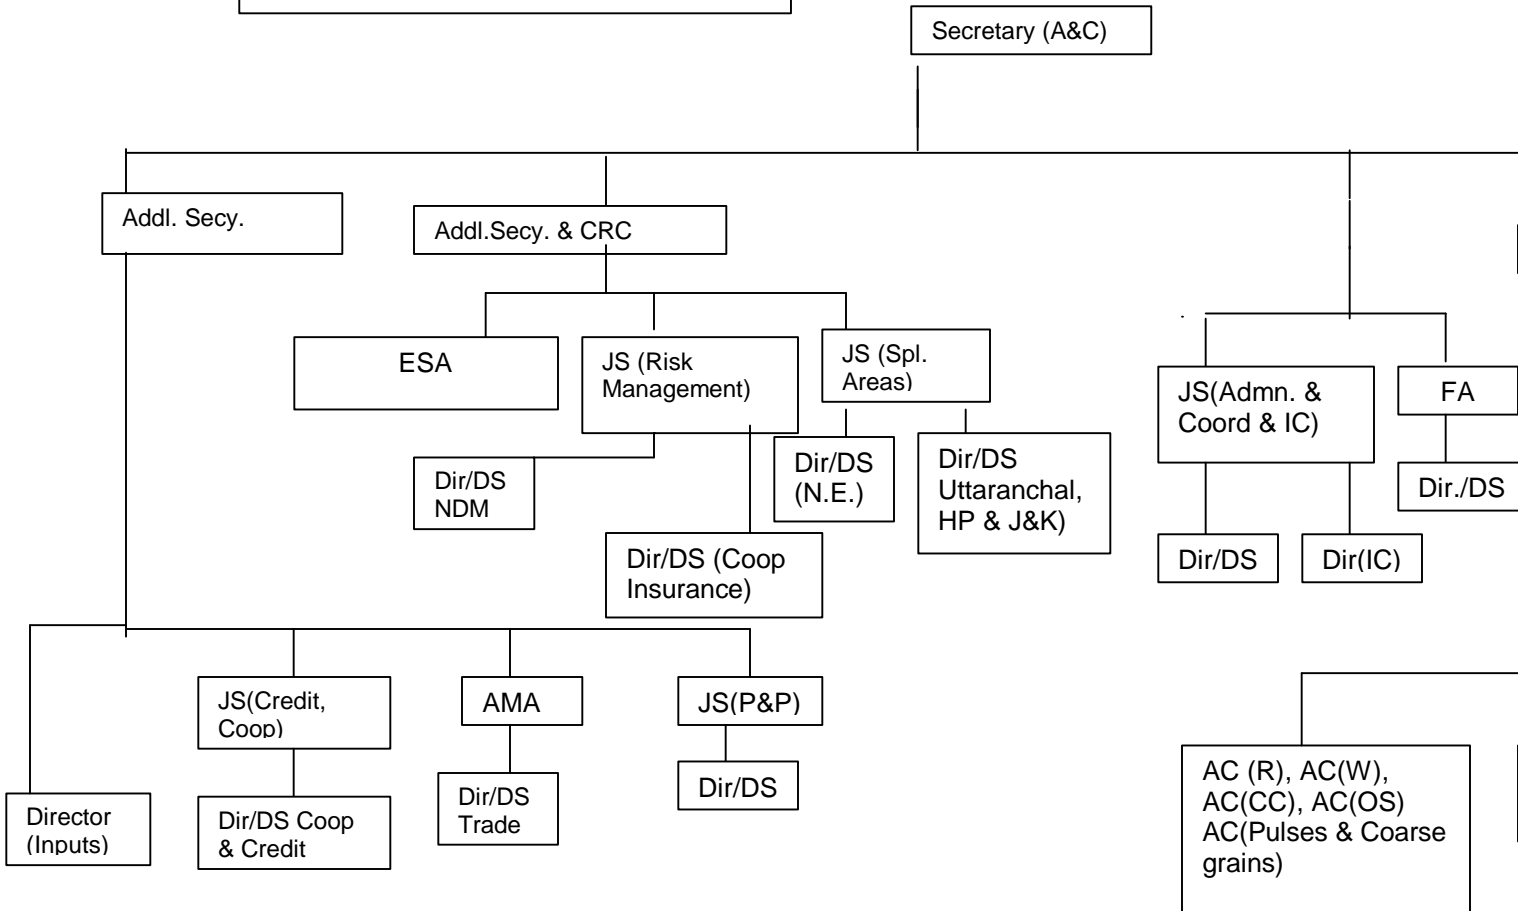 Secretary (A&C)
Addl. Secy.
Addl.Secy. & CRC
ESA
JS (Risk
Management)
JS (Spl.
Areas)
JS(Admn. &
Coord & IC)
FA
Dir/DS
NDM
Dir/DS
(N.E.)
Dir/DS
Uttaranchal,
HP & J&K)
Dir./DS
Dir/DS (Coop
Insurance)
Dir/DS
Dir(IC)
JS(Credit,
Coop)
AMA
JS(P&P)
Director
(Inputs)
Dir/DS Coop
& Credit
Dir/DS
Trade
Dir/DS
AC (R), AC(W),
AC(CC), AC(OS)
AC(Pulses & Coarse
grains)